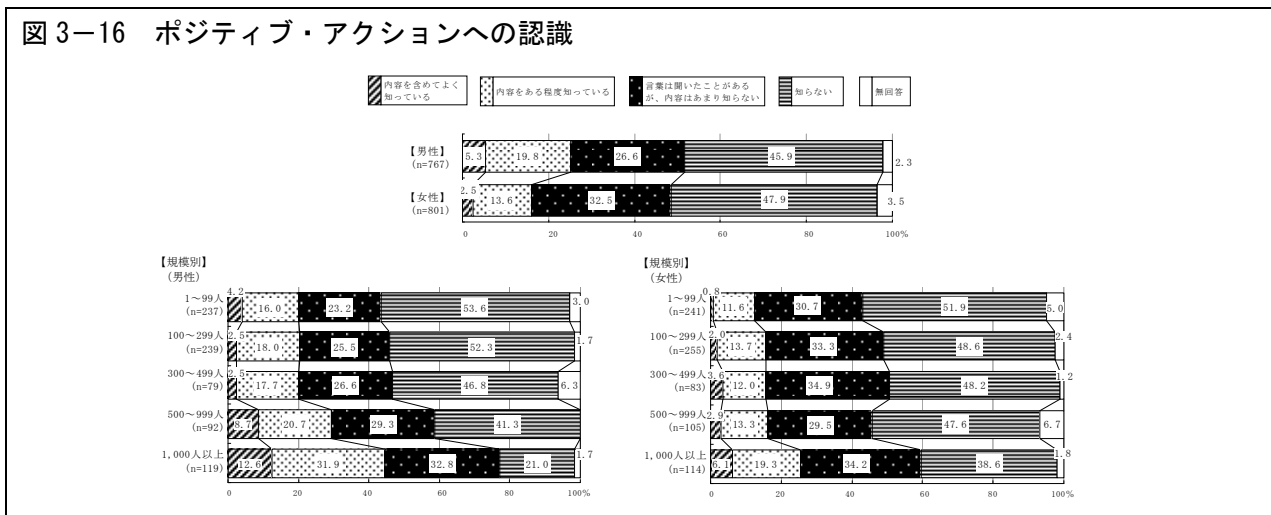 図3－16　ポジティブ・アクションへの認識
内容を含めてよく
知っている
内容をある程度知っている
言葉は聞いたことがある
が、内容はあまり知らない
知らない
無回答
【男性】
(n=767)
5.3 19.8 26.6 45.9 2.3
【女性】
(n=801)
2.5 13.6 32.5 47.9 3.5
0 20 40 60 80 100%
【規模別】
(男性)
1～99人
(n=237)
4.2 16.0 23.2 53.6 3.0
100～299人
(n=239)
2.5 18.0 25.5 52.3 1.7
300～499人
(n=79)
2.5 17.7 26.6 46.8 6.3
500～999人
(n=92)
8.7 20.7 29.3 41.3
1,000人以上
(n=119)
12.6 31.9 32.8 21.0 1.7
0 20 40 60 80 100%
【規模別】
(女性)
1～99人
(n=241)
0.8 11.6 30.7 51.9 5.0
100～299人
(n=255)
2.0 13.7 33.3 48.6 2.4
300～499人
(n=83)
3.6 12.0 34.9 48.2 1.2
500～999人
(n=105)
2.9 13.3 29.5 47.6 6.7
1,000人以上
(n=114)
6.1 19.3 34.2 38.6 1.8
0 20 40 60 80 100%